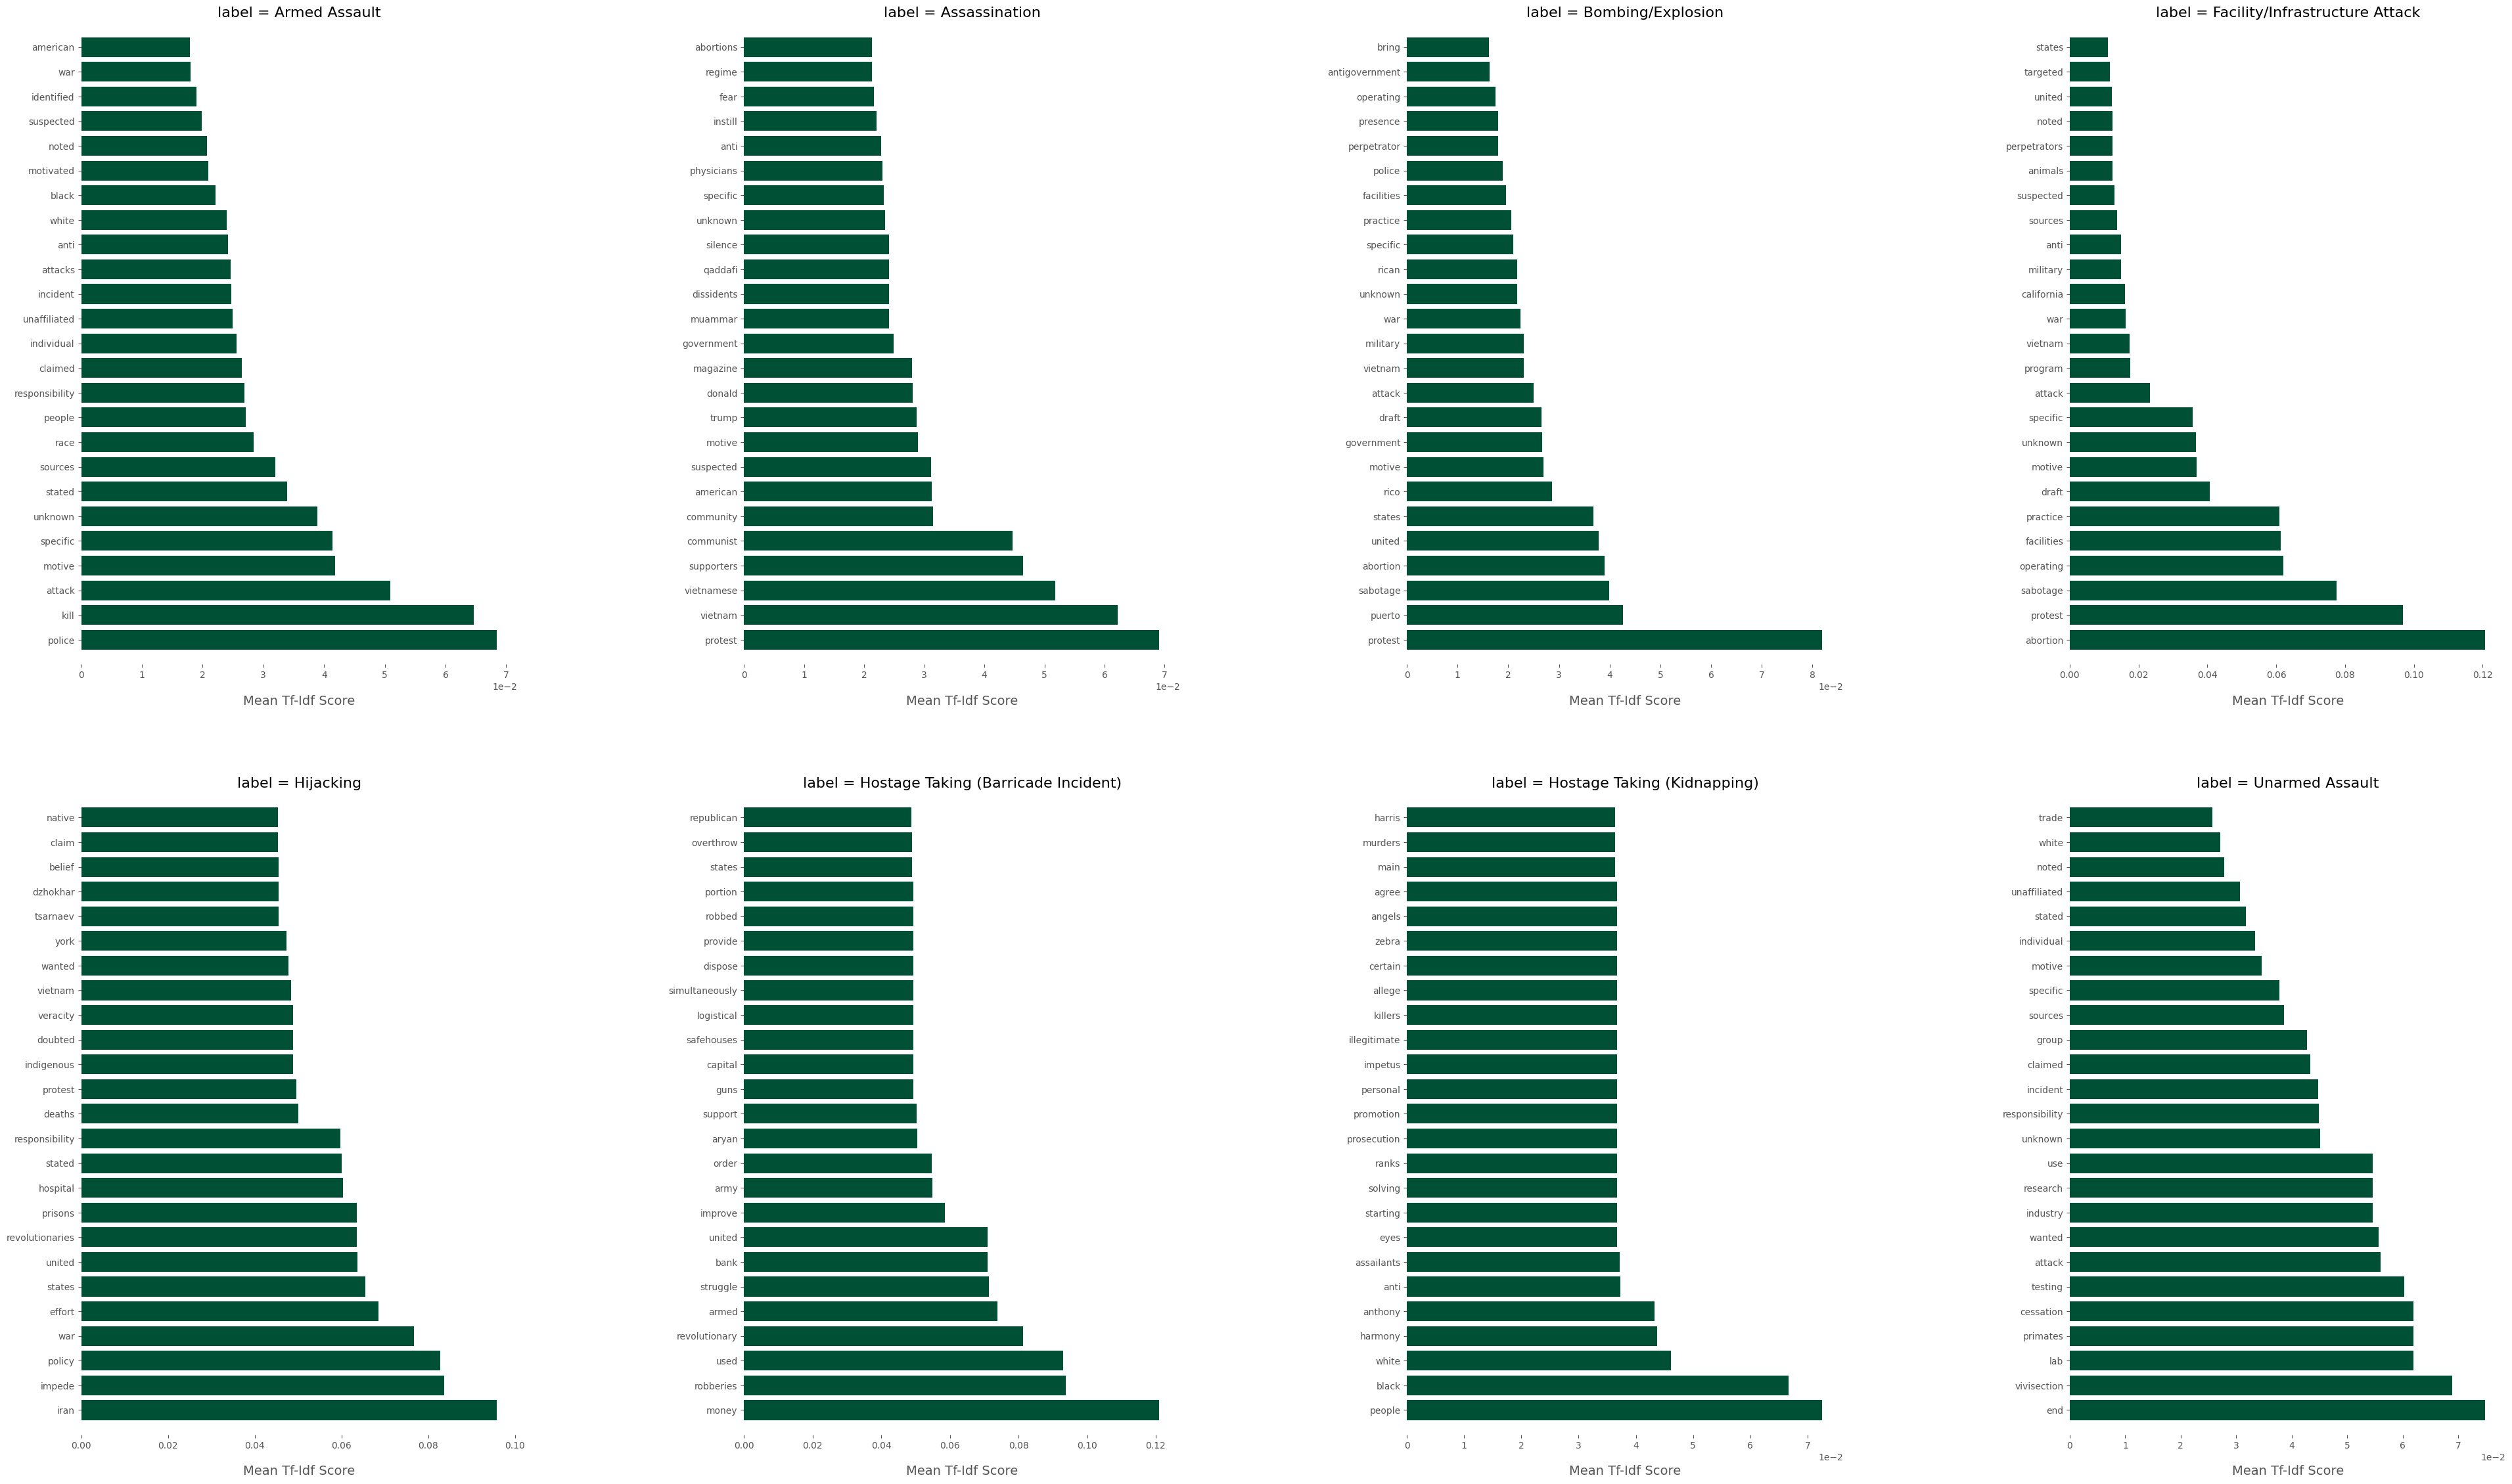 label = Armed Assault
american
war
identified
suspected
noted
motivated
black
white
anti
attacks
incident
unaffiliated
individual
claimed
responsibility
people
race
sources
stated
unknown
specific
motive
attack
kill
police
0 1 2 3 4 5 6 7
1e−2
Mean Tf-Idf Score
label = Assassination
abortions
regime
fear
instill
anti
physicians
specific
unknown
silence
qaddafi
dissidents
muammar
government
magazine
donald
trump
motive
suspected
american
community
communist
supporters
vietnamese
vietnam
protest
0 1 2 3 4 5 6 7
1e−2
Mean Tf-Idf Score
label = Bombing/Explosion
bring
antigovernment
operating
presence
perpetrator
police
facilities
practice
specific
rican
unknown
war
military
vietnam
attack
draft
government
motive
rico
states
united
abortion
sabotage
puerto
protest
0 1 2 3 4 5 6 7 8
1e−2
Mean Tf-Idf Score
label = Facility/Infrastructure Attack
states
targeted
united
noted
perpetrators
animals
suspected
sources
anti
military
california
war
vietnam
program
attack
specific
unknown
motive
draft
practice
facilities
operating
sabotage
protest
abortion
0.00 0.02 0.04 0.06 0.08 0.10 0.12
Mean Tf-Idf Score
label = Hijacking
native
claim
belief
dzhokhar
tsarnaev
york
wanted
vietnam
veracity
doubted
indigenous
protest
deaths
responsibility
stated
hospital
prisons
revolutionaries
united
states
effort
war
policy
impede
iran
0.00 0.02 0.04 0.06 0.08 0.10
Mean Tf-Idf Score
label = Hostage Taking (Barricade Incident)
republican
overthrow
states
portion
robbed
provide
dispose
simultaneously
logistical
safehouses
capital
guns
support
aryan
order
army
improve
united
bank
struggle
armed
revolutionary
used
robberies
money
0.00 0.02 0.04 0.06 0.08 0.10 0.12
Mean Tf-Idf Score
label = Hostage Taking (Kidnapping)
harris
murders
main
agree
angels
zebra
certain
allege
killers
illegitimate
impetus
personal
promotion
prosecution
ranks
solving
starting
eyes
assailants
anti
anthony
harmony
white
black
people
0 1 2 3 4 5 6 7
1e−2
Mean Tf-Idf Score
label = Unarmed Assault
trade
white
noted
unaffiliated
stated
individual
motive
specific
sources
group
claimed
incident
responsibility
unknown
use
research
industry
wanted
attack
testing
cessation
primates
lab
vivisection
end
0 1 2 3 4 5 6 7
1e−2
Mean Tf-Idf Score